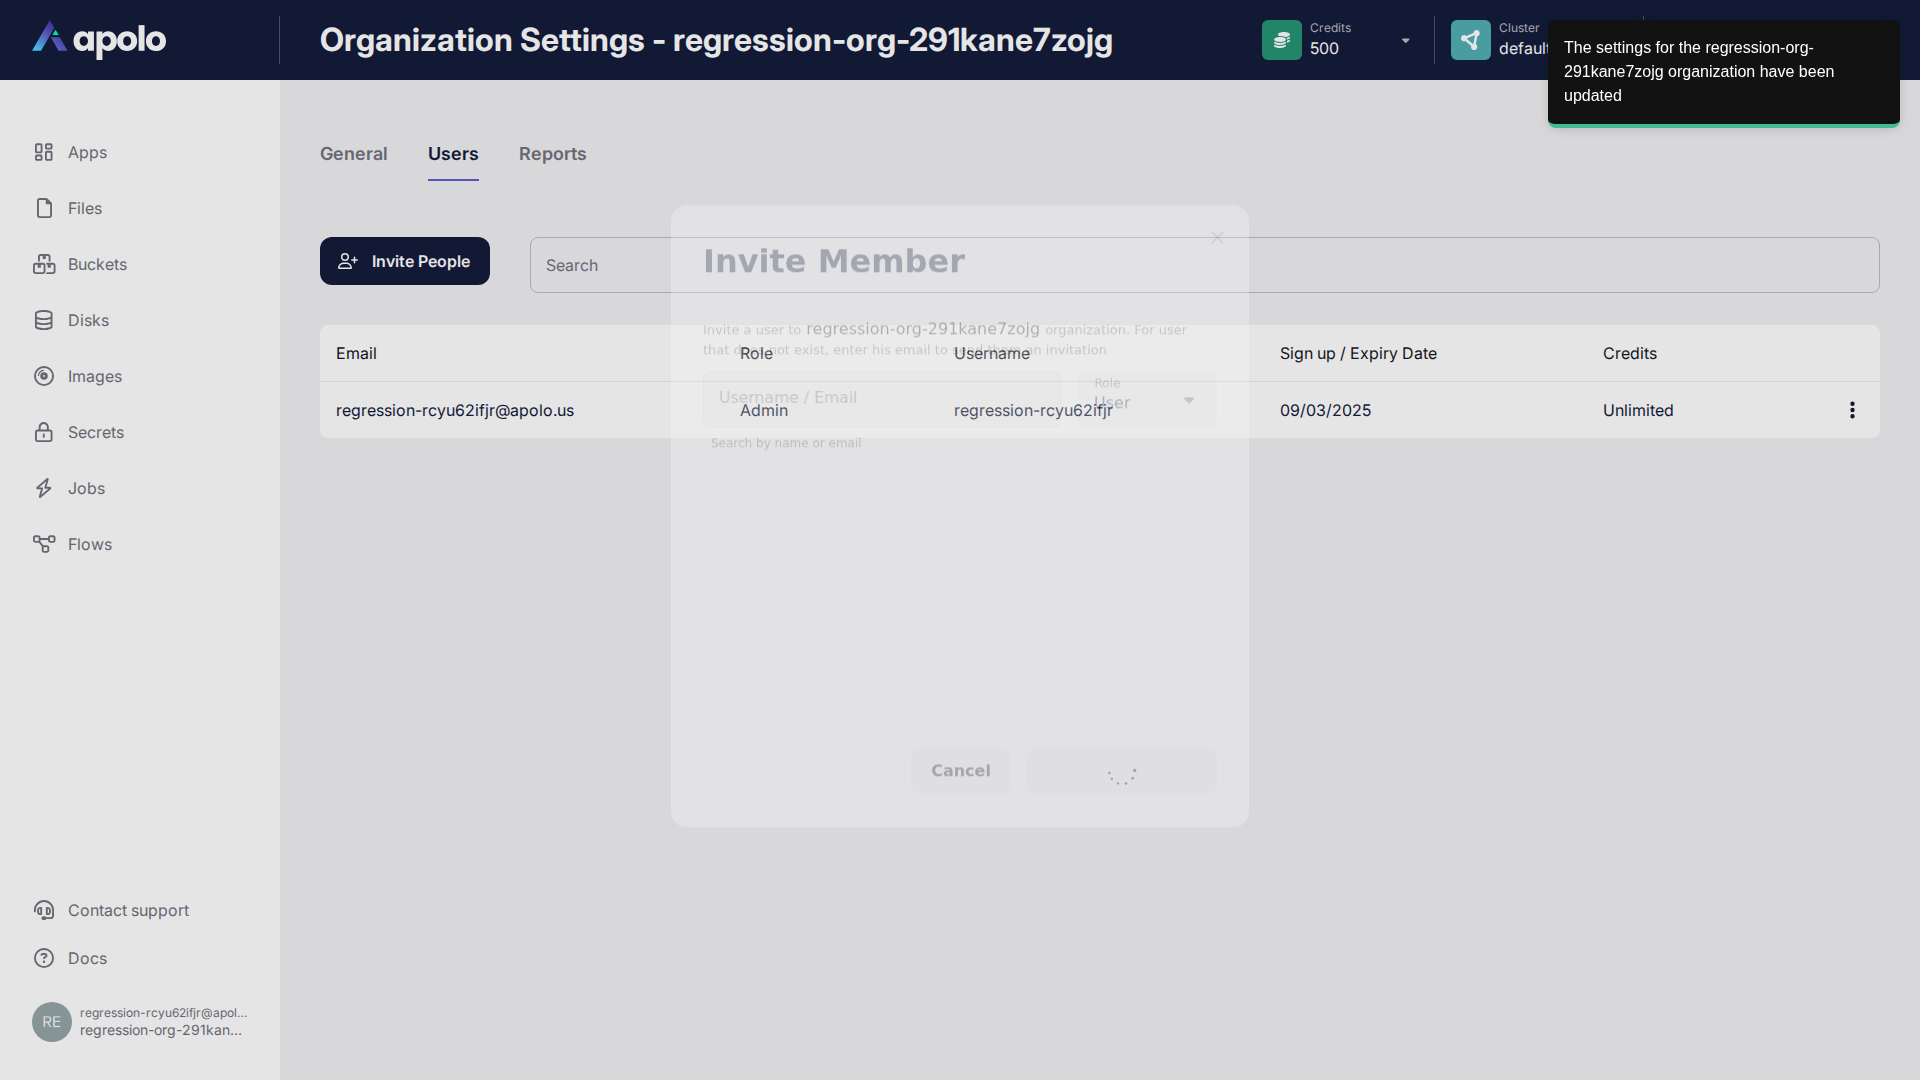 apolo
Organization Settings - regression-org-291kane7zojg
Credits
500
Cluster
default
The settings for the regression-org-
291kane7zojg organization have been
updated
Apps
Files
Buckets
Disks
Images
Secrets
Jobs
Flows
Contact support
Docs
RE
regression-rcyu62ifjr@apol...
regression-org-291kan...
General
Users
Reports
Invite People
Search
Email
Role
Username
Sign up / Expiry Date
Credits
regression-rcyu62ifjr@apolo.us
Admin
regression-rcyu62ifjr
09/03/2025
Unlimited
Invite Member
Invite a user to regression-org-291kane7zojg organization. For user
that does not exist, enter his email to send them an invitation
Username / Email
Role
User
Search by name or email
Cancel